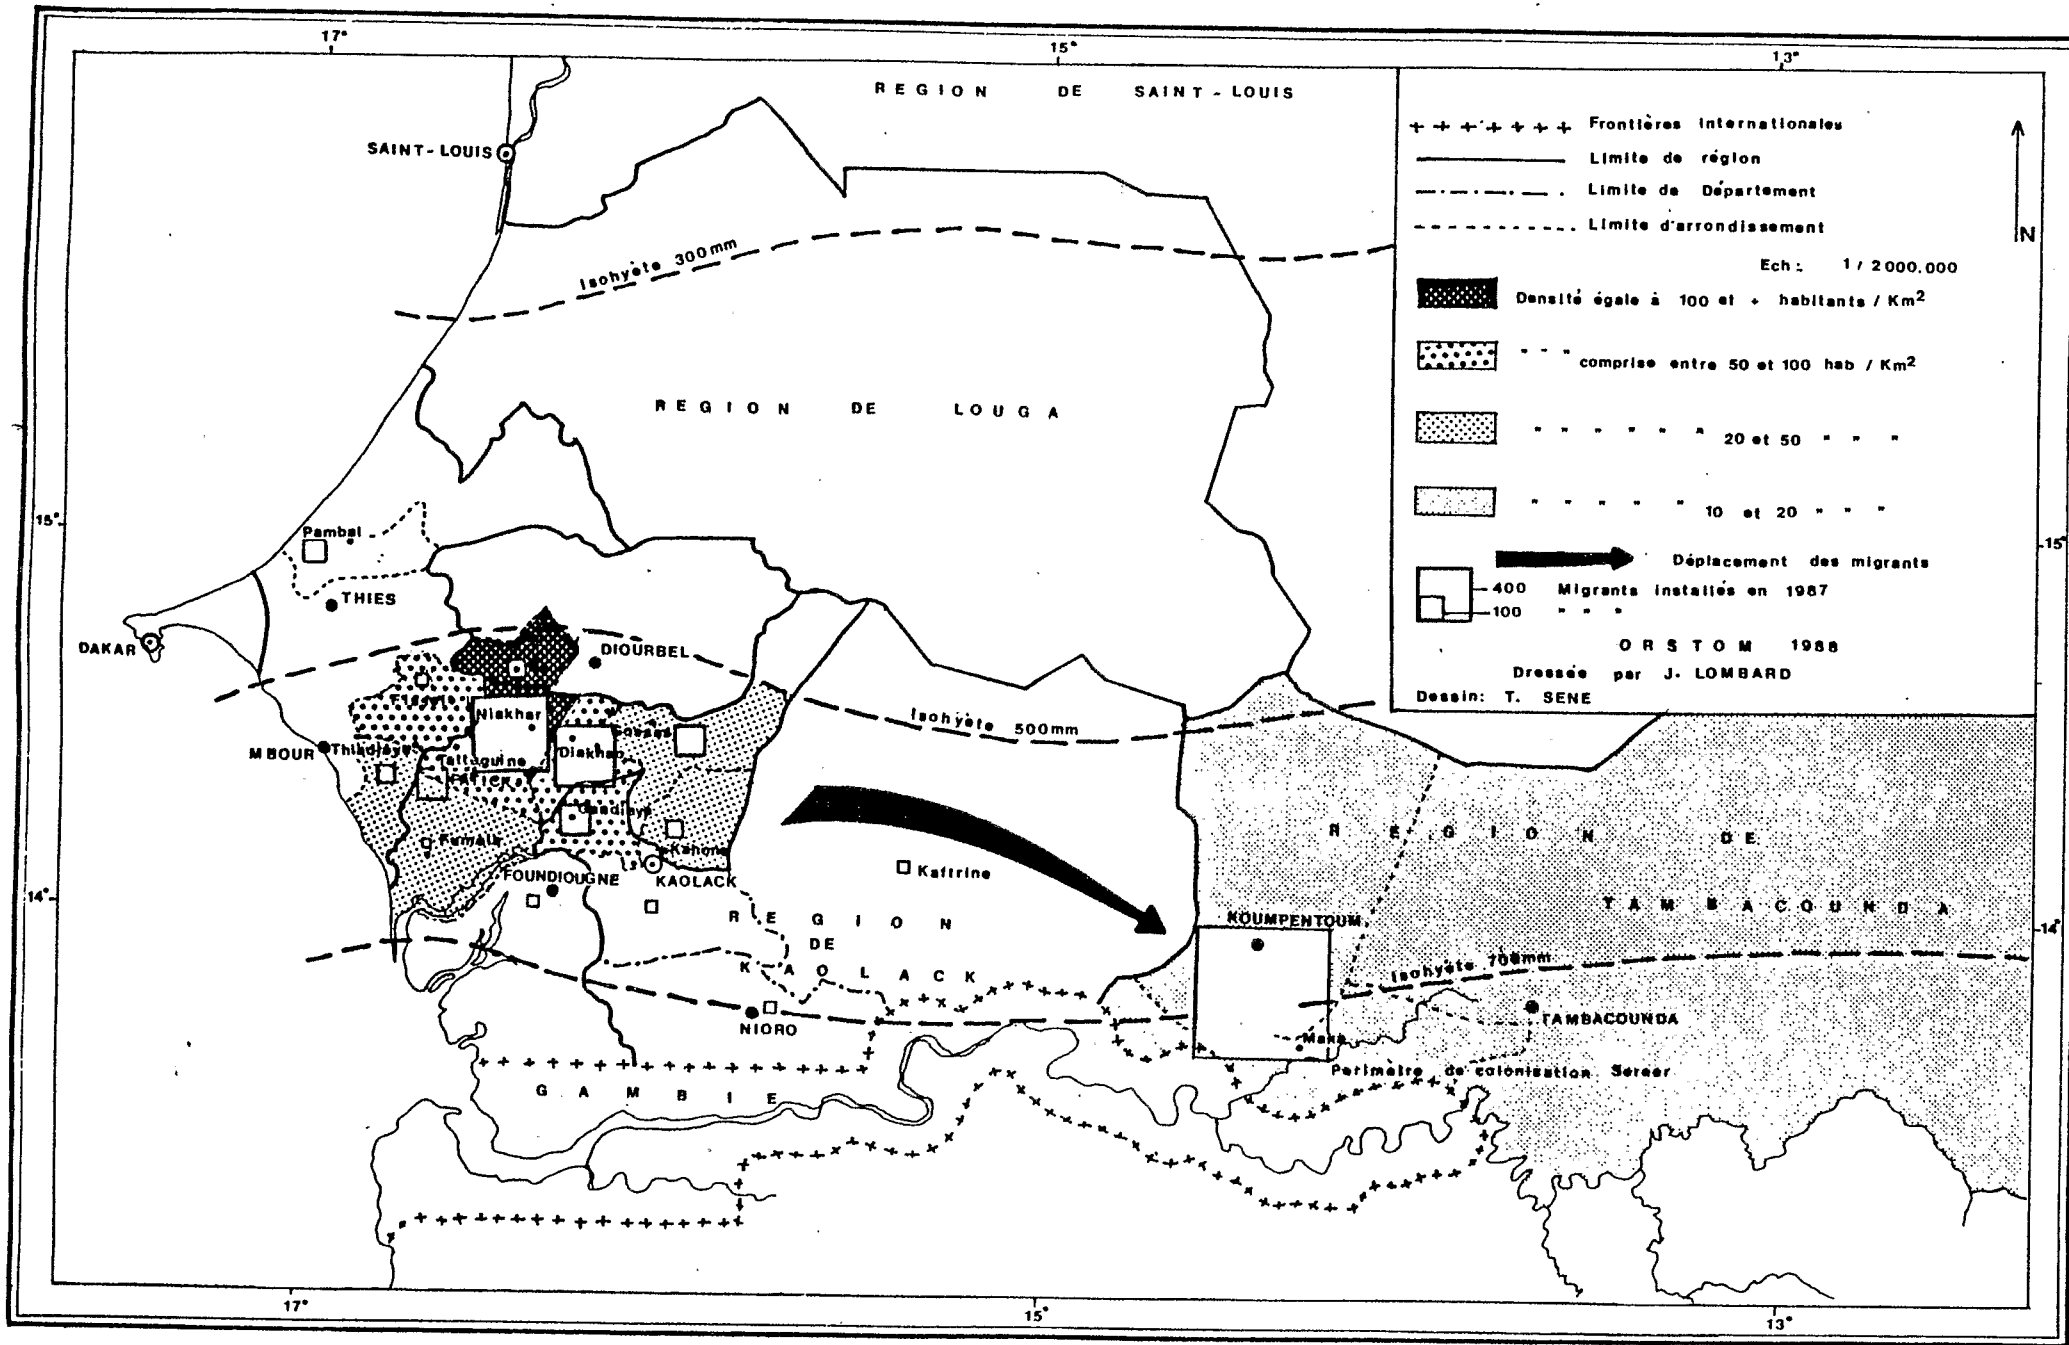 17°
15°
13°
REGION DE SAINT-LOUIS
SAINT-LOUIS
Isohyète 300mm
REGION DE LOUGA
15°
15°
Pambal
THIES
DAKAR
DIOURBEL
Niakhar
Isohyète 500mm
MBOUR
Thiadiaye
Tattaguine
Diakhao
FATICK
Gandiaye
Kahone
FOUNDIOUGNE
KAOLACK
Kaffrine
14°
14°
REGION
DE
KAOLACK
REGION DE
TAMBACOUNDA
KOUMPENTOUM
Isohyète 700mm
NIORO
TAMBACOUNDA
Maka
Périmètre de colonisation Serer
GAMBIE
17°
15°
13°
+ + + + + + + Frontières Internationales
Limite de région
Limite de Département
Limite d'arrondissement
N
Ech: 1 / 2000.000
Densité égale à 100 et + habitants / Km²
" " " comprise entre 50 et 100 hab / Km²
" " " " " " 20 et 50 " " "
" " " " " 10 et 20 " " "
Déplacement des migrants
400 Migrants installés en 1987
100 " " "
ORSTOM 1988
Dressée par J. LOMBARD
Dessin: T. SENE